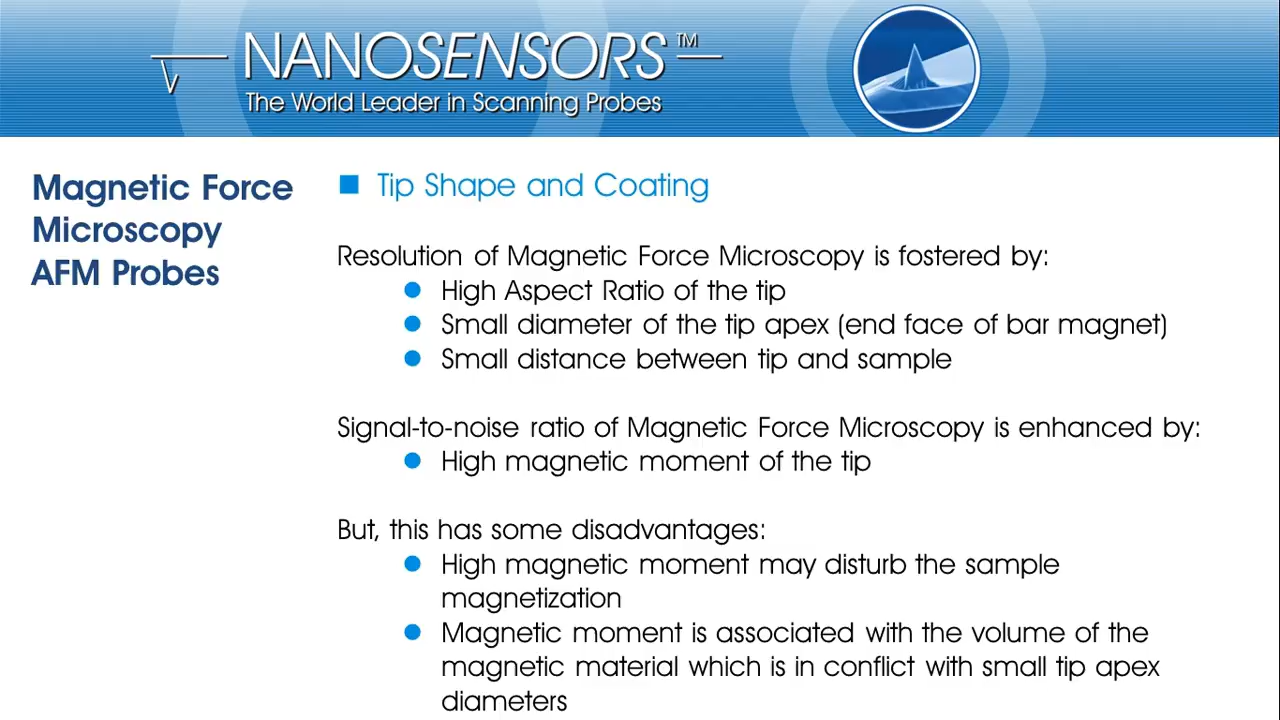 NANOSENSORS™
The World Leader in Scanning Probes
Magnetic Force
Microscopy
AFM Probes
Tip Shape and Coating
Resolution of Magnetic Force Microscopy is fostered by:
High Aspect Ratio of the tip
Small diameter of the tip apex (end face of bar magnet)
Small distance between tip and sample
Signal-to-noise ratio of Magnetic Force Microscopy is enhanced by:
High magnetic moment of the tip
But, this has some disadvantages:
High magnetic moment may disturb the sample
magnetization
Magnetic moment is associated with the volume of the
magnetic material which is in conflict with small tip apex
diameters